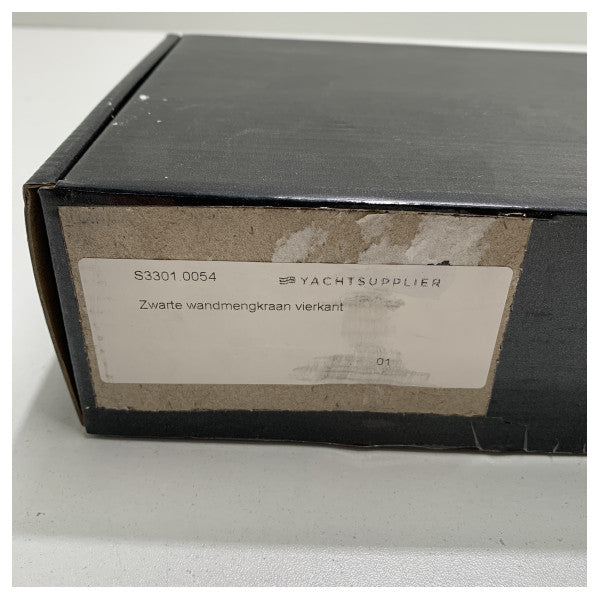 S3301.0054 YACHTSUPPLIER
Zwarte wandmengkraan vierkant
01